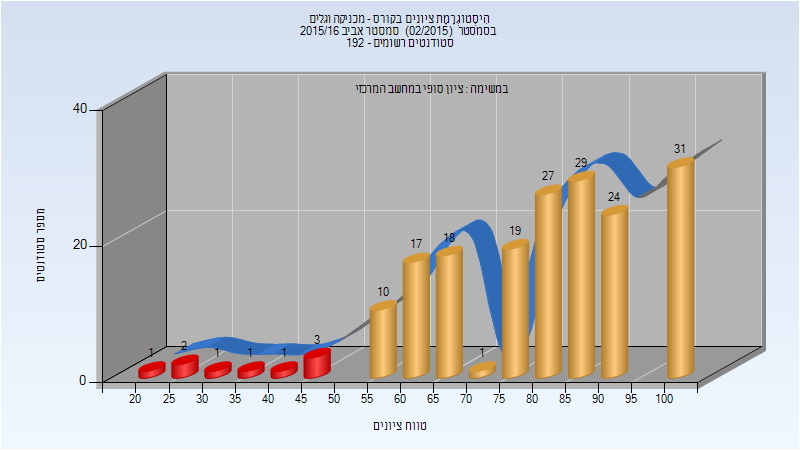 היסטוגרמת ציונים בקורס - מכניקה וגלים
בסמסטר (02/2015) סמסטר אביב 2015/16
סטודנטים רשומים - 192
במשימה : ציון סופי במחשב המרכזי
מספר סטודנטים
40
20
0
1 2 1 1 1 3 10 17 18 1 19 27 29 24 31
20 25 30 35 40 45 50 55 60 65 70 75 80 85 90 95 100
טווח ציונים